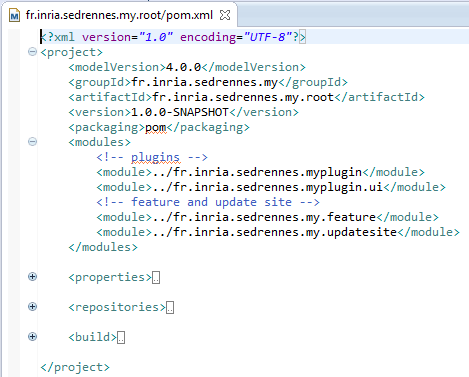 fr.inria.sedrennes.my.root/pom.xml
<?xml version="1.0" encoding="UTF-8"?>
<project>
<modelVersion>4.0.0</modelVersion>
<groupId>fr.inria.sedrennes.my</groupId>
<artifactId>fr.inria.sedrennes.my.root</artifactId>
<version>1.0.0-SNAPSHOT</version>
<packaging>pom</packaging>
<modules>
<!-- plugins -->
<module>../fr.inria.sedrennes.myplugin</module>
<module>../fr.inria.sedrennes.myplugin.ui</module>
<!-- feature and update site -->
<module>../fr.inria.sedrennes.my.feature</module>
<module>../fr.inria.sedrennes.my.updatesite</module>
</modules>
<properties>..
<repositories>..
<build>..
</project>